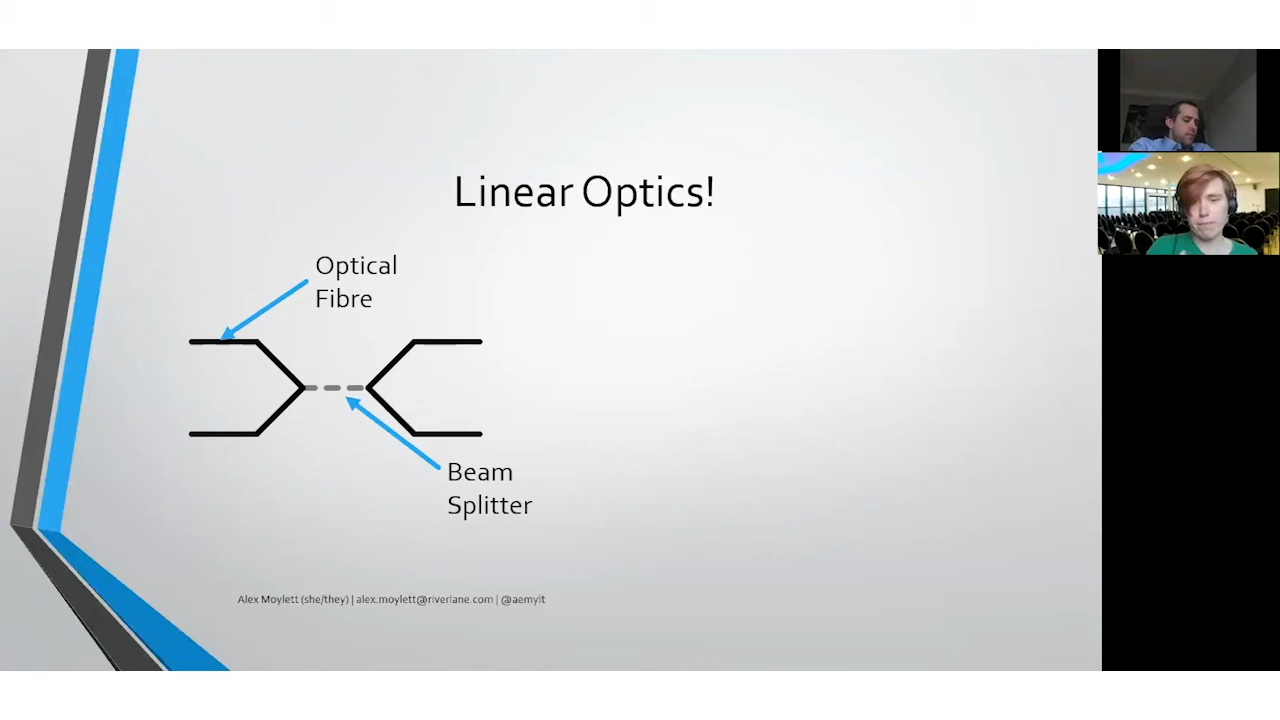 Linear Optics!
Optical
Fibre
Beam
Splitter
Alex Moylett (she/they) | alex.moylett@riverlane.com | @aemylt